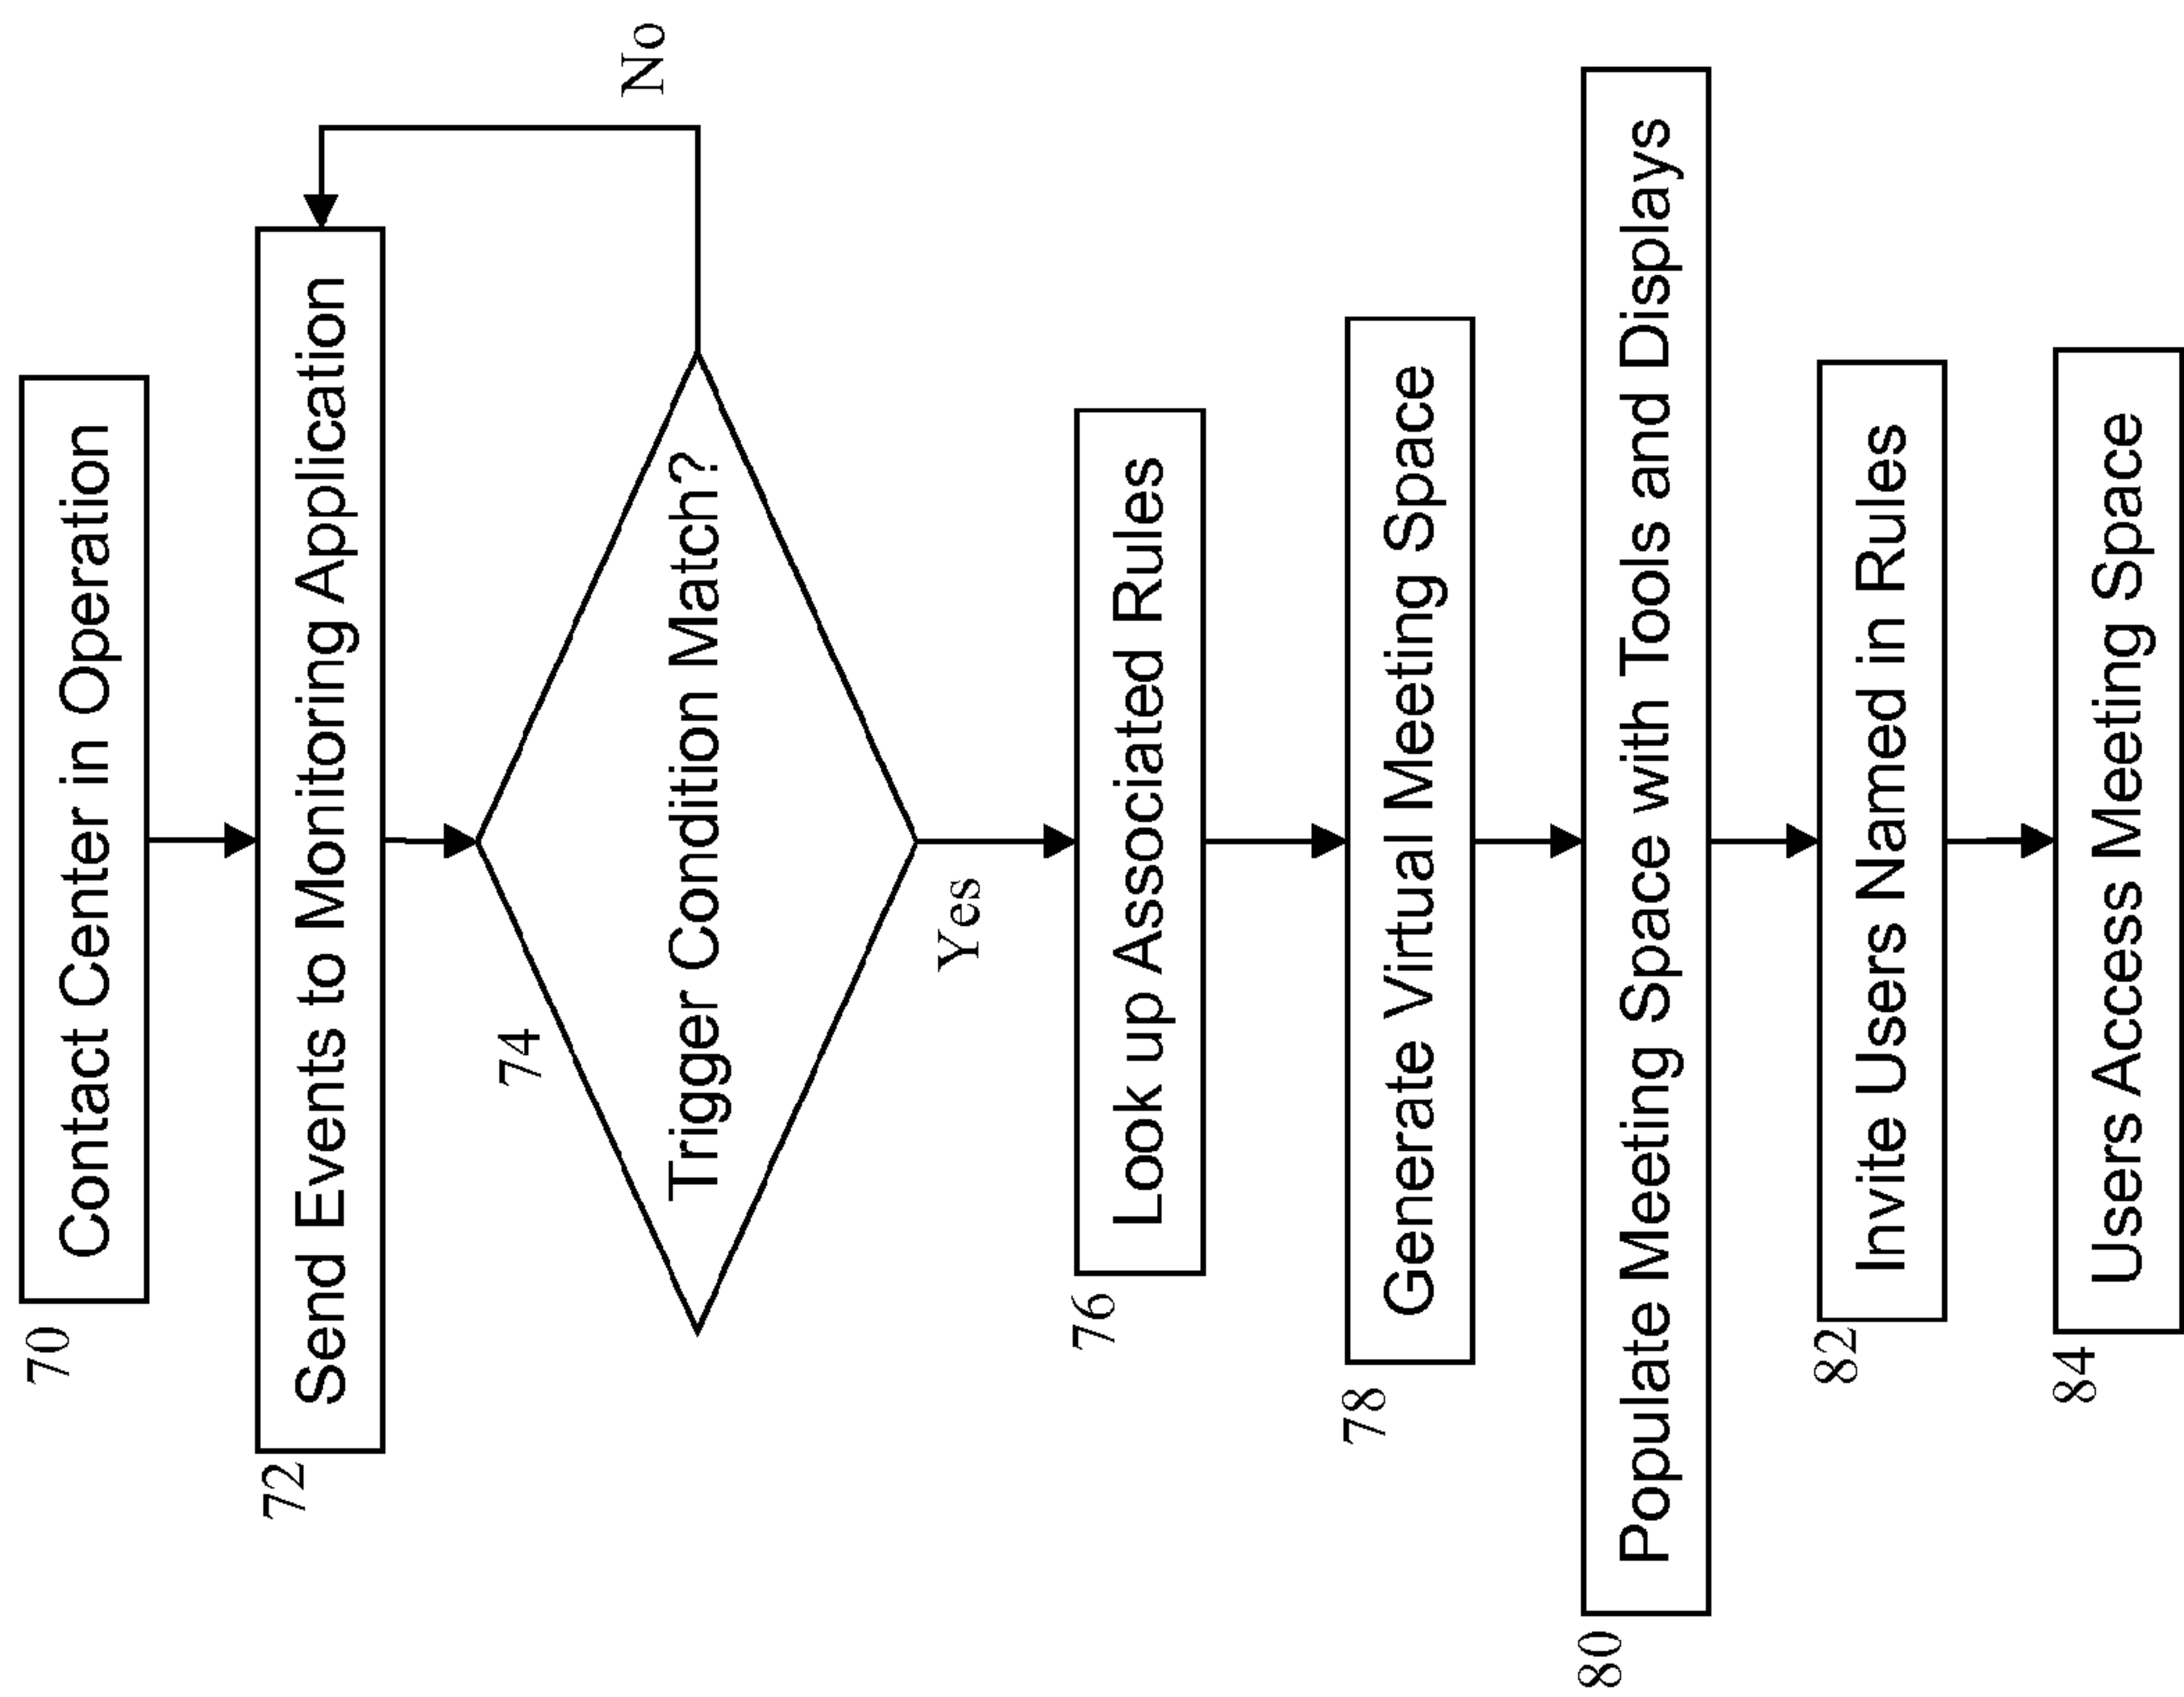 70
Contact Center in Operation
72
Send Events to Monitoring Application
No
74
Trigger Condition Match?
Yes
76
Look up Associated Rules
78
Generate Virtual Meeting Space
80
Populate Meeting Space with Tools and Displays
82
Invite Users Named in Rules
84
Users Access Meeting Space